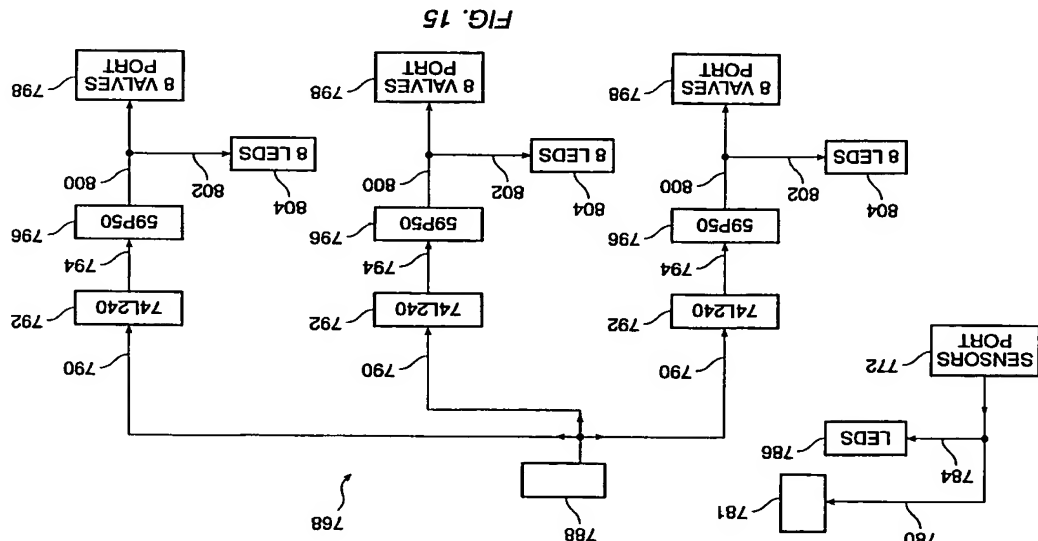 780
781
788
768
784
LEDS
786
SENSORS
PORT
772
790
790
790
74L240
792
74L240
792
74L240
792
794
794
794
59P50
796
59P50
796
59P50
796
804
802
800
804
802
800
804
802
800
8 LEDS
8 LEDS
8 LEDS
8 VALVES
PORT
798
8 VALVES
PORT
798
8 VALVES
PORT
798
FIG. 15